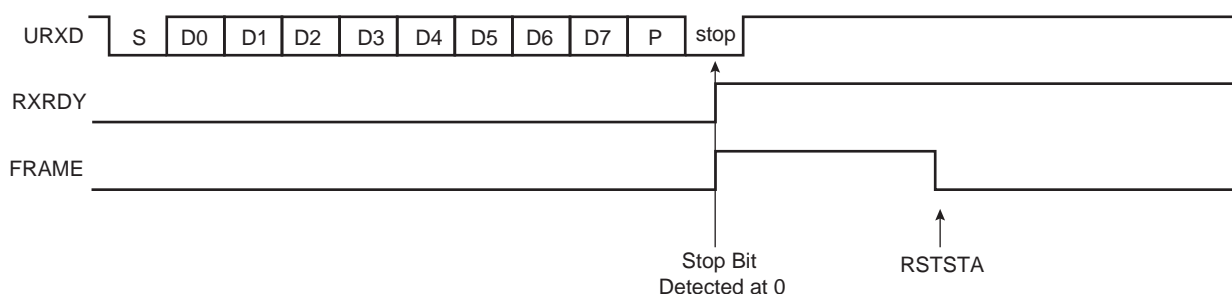 URXD S D0 D1 D2 D3 D4 D5 D6 D7 P stop
RXRDY
FRAME
Stop Bit
Detected at 0
RSTSTA